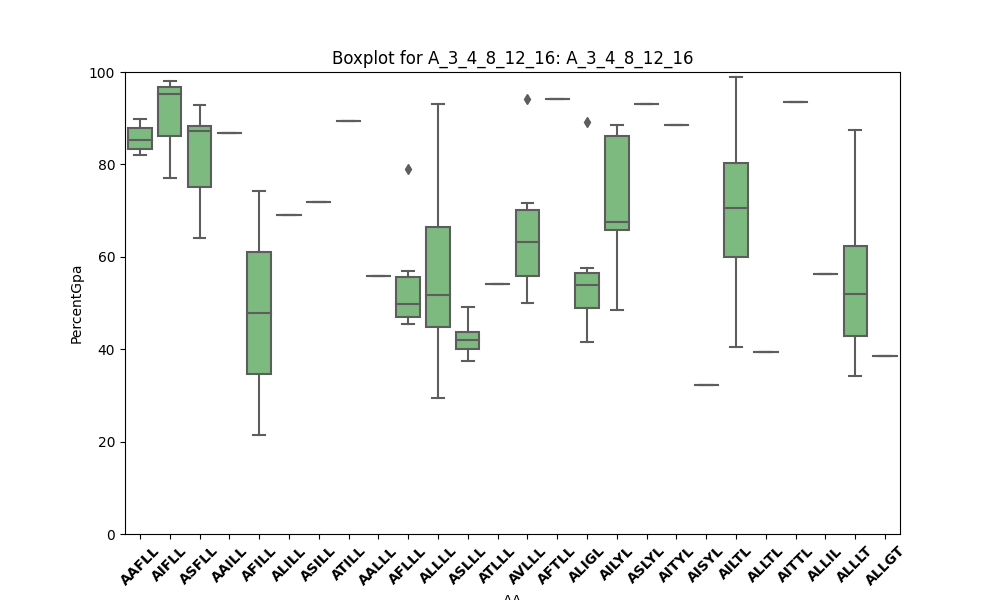 Boxplot for A_3_4_8_12_16: A_3_4_8_12_16
100
80
60
40
20
0
PercentGpa
AAFLL AIFLL ASFLL AAILL AFILL ALILL ASILL ATILL AALLL AFLLL ALLLL ASLLL ATLLL AVLLL AFTLL ALIGL AILYL ASLYL AITYL AISYL AILTL ALLTL AITTL ALLIL ALLLT ALLGT
AA